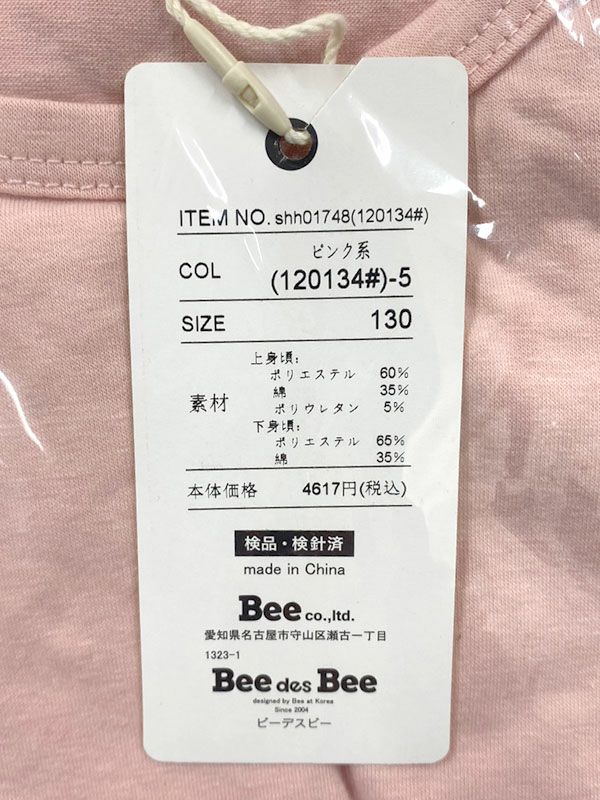 ITEM NO. shh01748(120134#)
ピンク系
COL (120134#)-5
SIZE 130
上身頃:
ポリエステル 60%
綿 35%
素材 ポリウレタン 5%
下身頃:
ポリエステル 65%
綿 35%
本体価格 4617円(税込)
検品・検針済
made in China
Bee co.,ltd.
愛知県名古屋市守山区瀬古一丁目
1323-1
Bee des Bee
designed by Bee at Korea
Since 2004
ビーデスビー